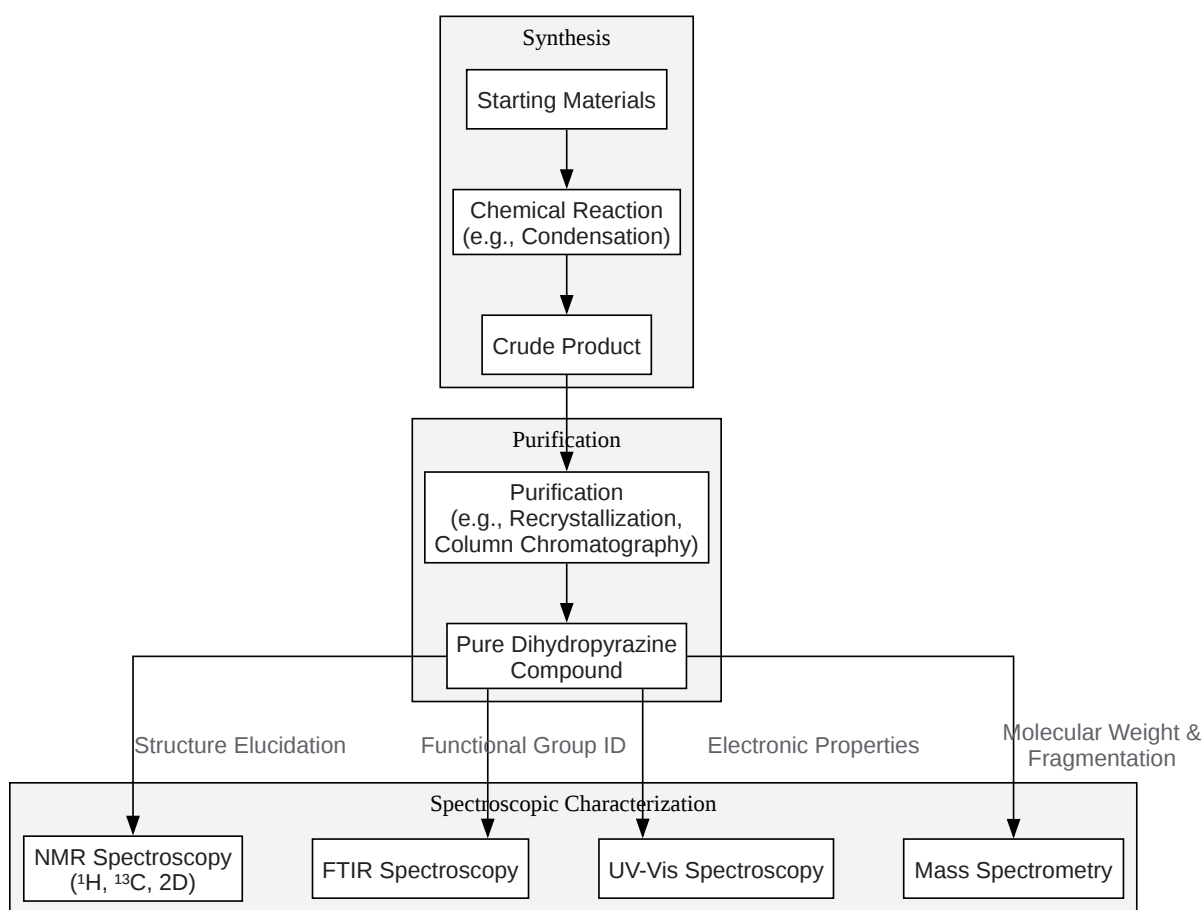 Synthesis
Starting Materials
Chemical Reaction
(e.g., Condensation)
Crude Product
Purification
Purification
(e.g., Recrystallization,
Column Chromatography)
Pure Dihydropyrazine
Compound
Structure Elucidation
Functional Group ID
Electronic Properties
Molecular Weight &
Fragmentation
Spectroscopic Characterization
NMR Spectroscopy
(¹H, ¹³C, 2D)
FTIR Spectroscopy
UV-Vis Spectroscopy
Mass Spectrometry